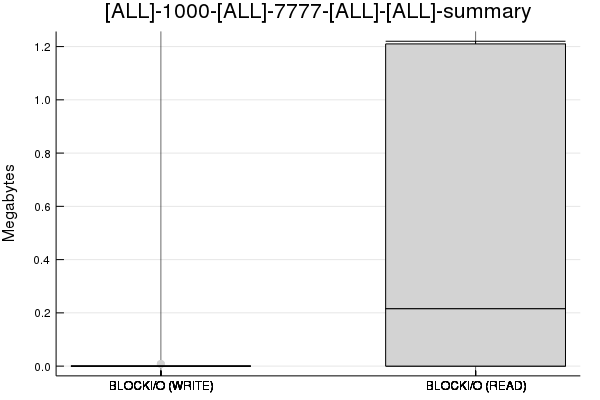 [ALL]-1000-[ALL]-7777-[ALL]-[ALL]-summary
Megabytes
1.2
1.0
0.8
0.6
0.4
0.2
0.0
BLOCKI/O (WRITE)
BLOCKI/O (READ)